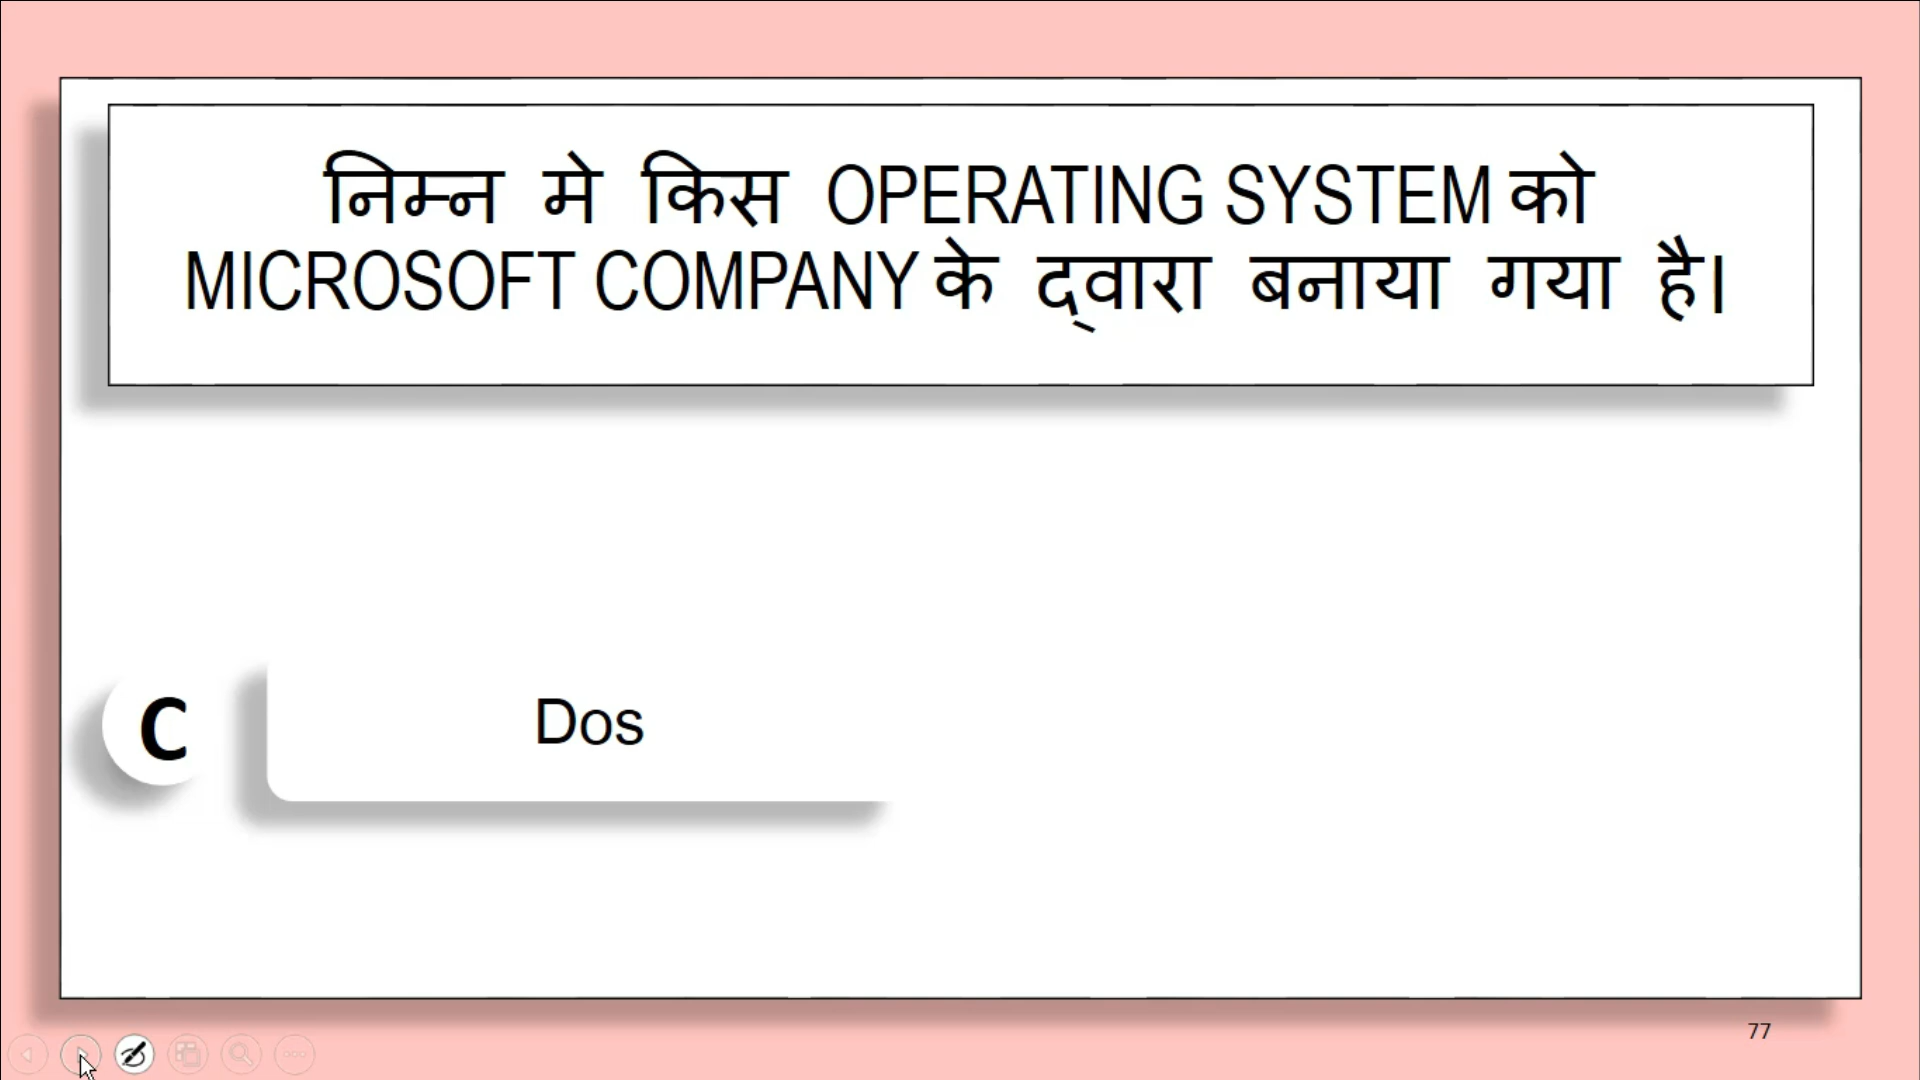 निम्न मे किस OPERATING SYSTEM को
MICROSOFT COMPANY के द्‌वारा बनाया गया है।
C
Dos
77